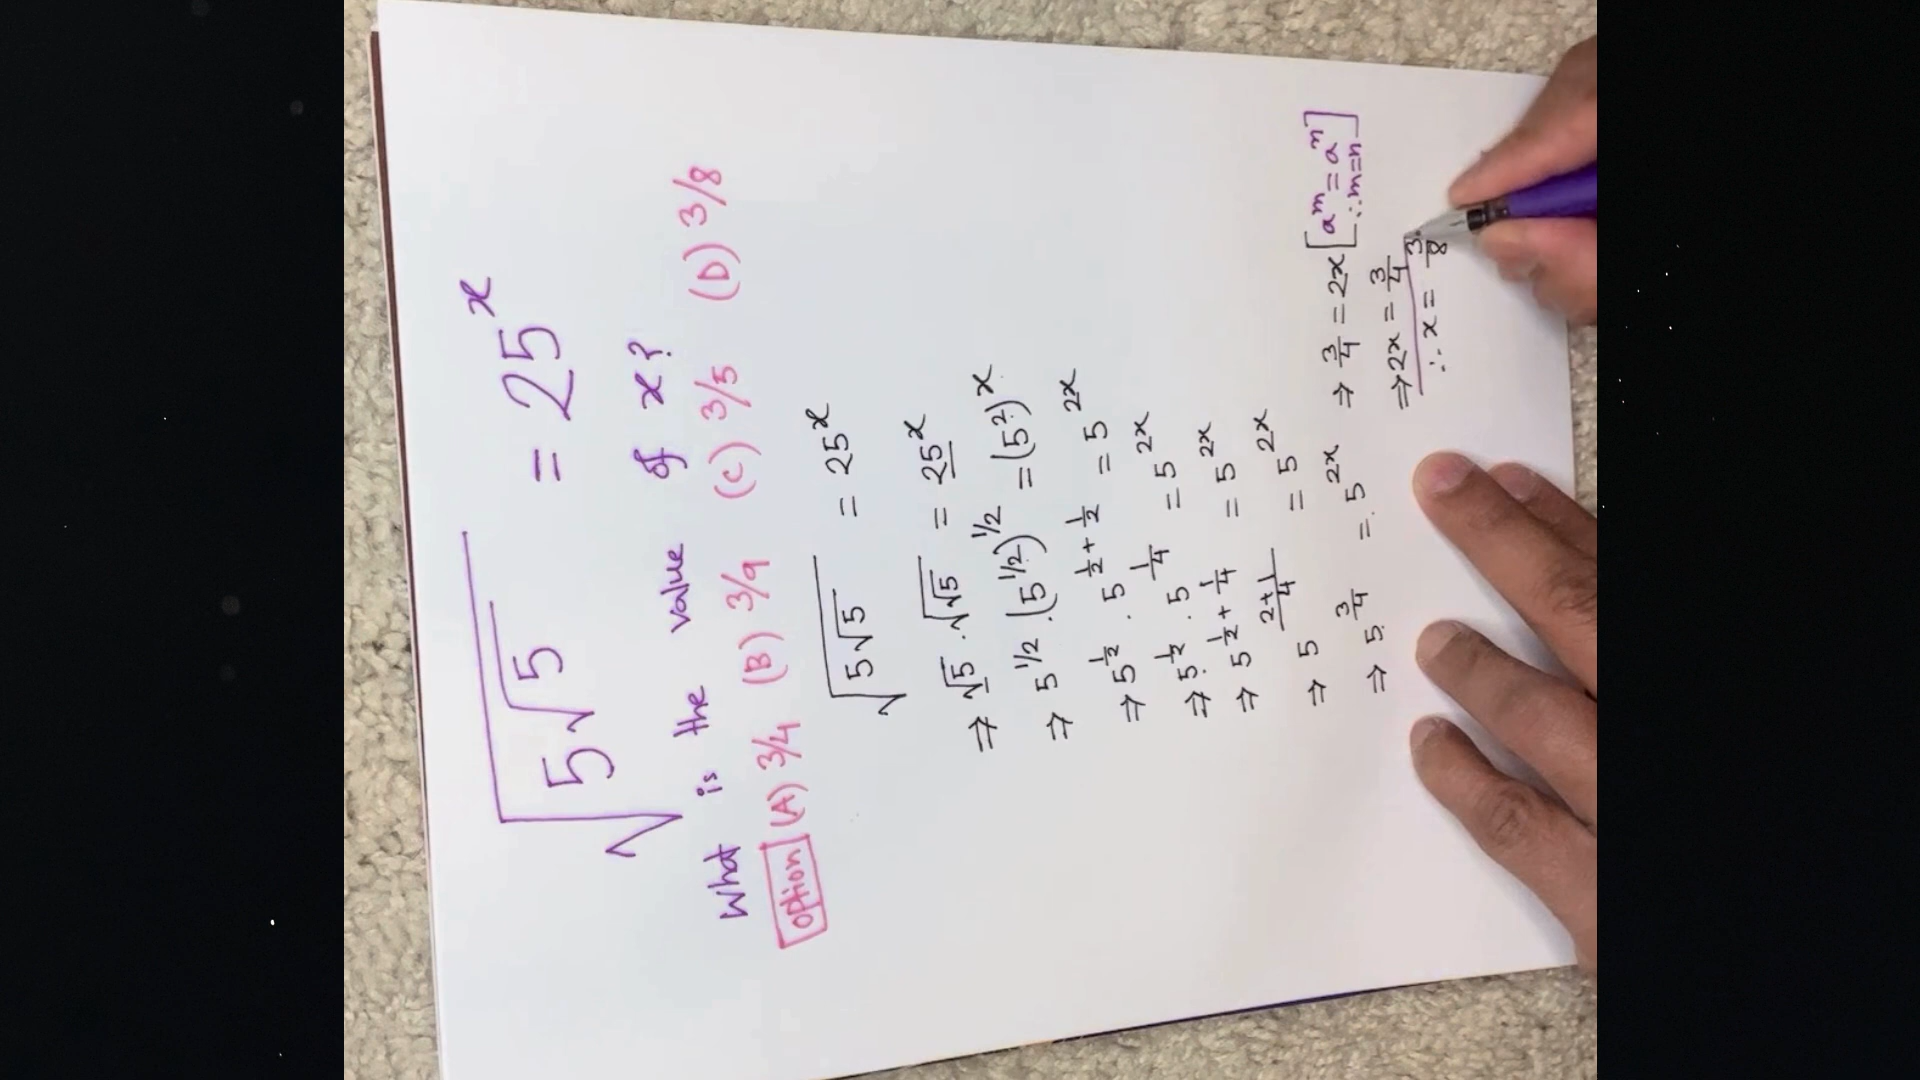 √(5√5) = 25^x
What is the value of x?
option (A) 3/4 (B) 3/9 (C) 3/5 (D) 3/8
√(5√5) = 25^x
⇒ √5 . √√5 = 25^x
⇒ 5^1/2 . (5^1/2)^1/2 = (5^2)^x
⇒ 5^1/2 . 5^1/2+1/2 = 5^2x
⇒ 5^1/2 . 5^1/4 = 5^2x
⇒ 5^1/2+1/4 = 5^2x
⇒ 5^(2+1)/4 = 5^2x
⇒ 5^3/4 = 5^2x
⇒ 3/4 = 2x [a^m = a^n ∴ m=n]
⇒ 2x = 3/4
∴ x = 3/8